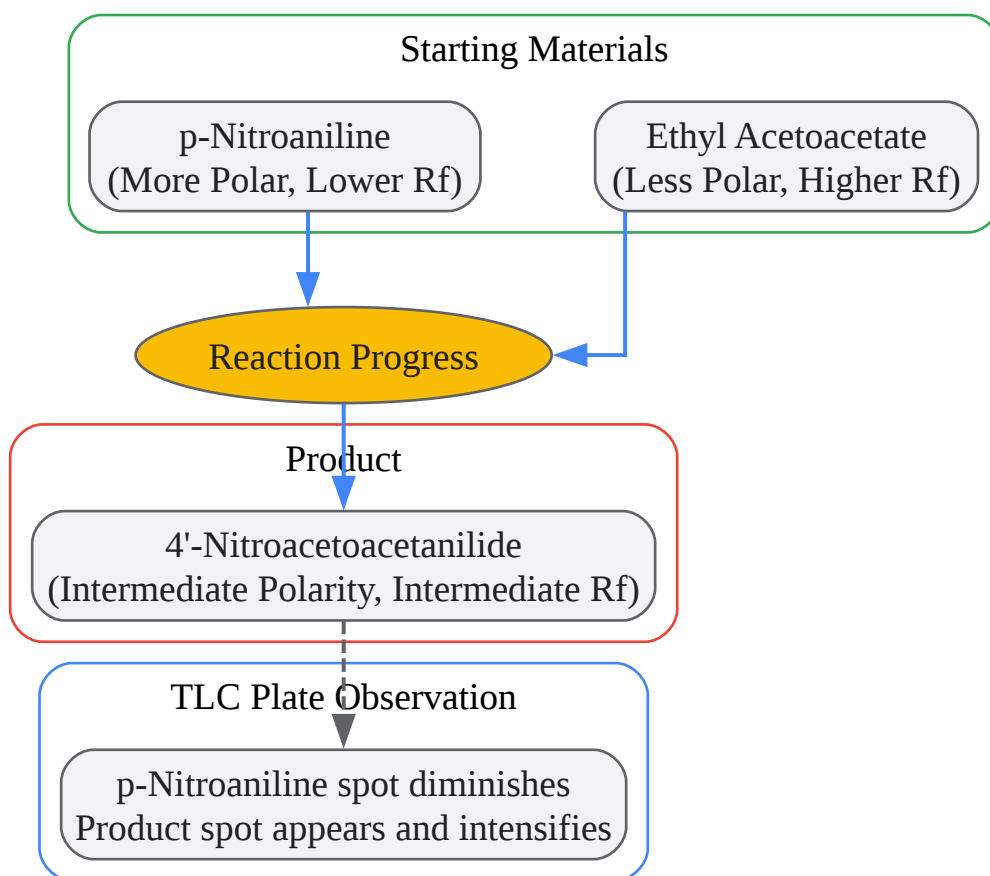 Starting Materials
p-Nitroaniline
(More Polar, Lower Rf)
Ethyl Acetoacetate
(Less Polar, Higher Rf)
Reaction Progress
Product
4'-Nitroacetoacetanilide
(Intermediate Polarity, Intermediate Rf)
TLC Plate Observation
p-Nitroaniline spot diminishes
Product spot appears and intensifies